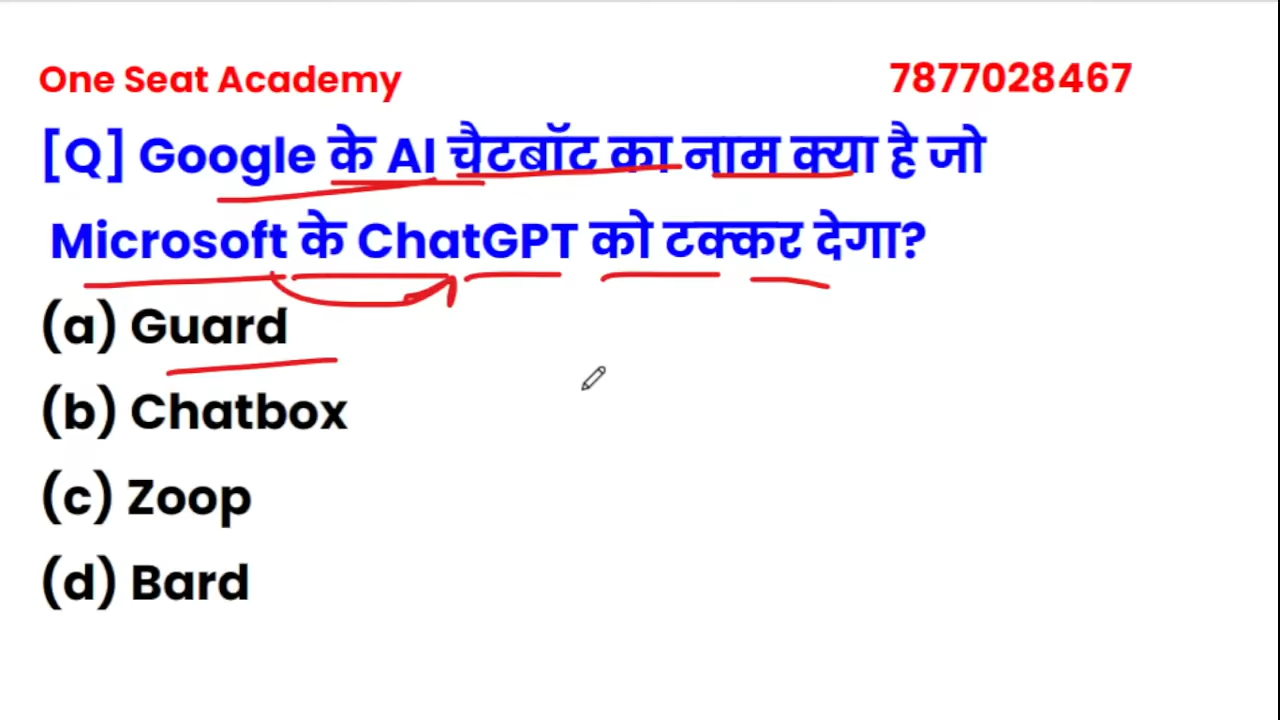 One Seat Academy 7877028467
[Q] Google के AI चैटबॉट का नाम क्या है जो
Microsoft के ChatGPT को टक्कर देगा?
(a) Guard
(b) Chatbox
(c) Zoop
(d) Bard